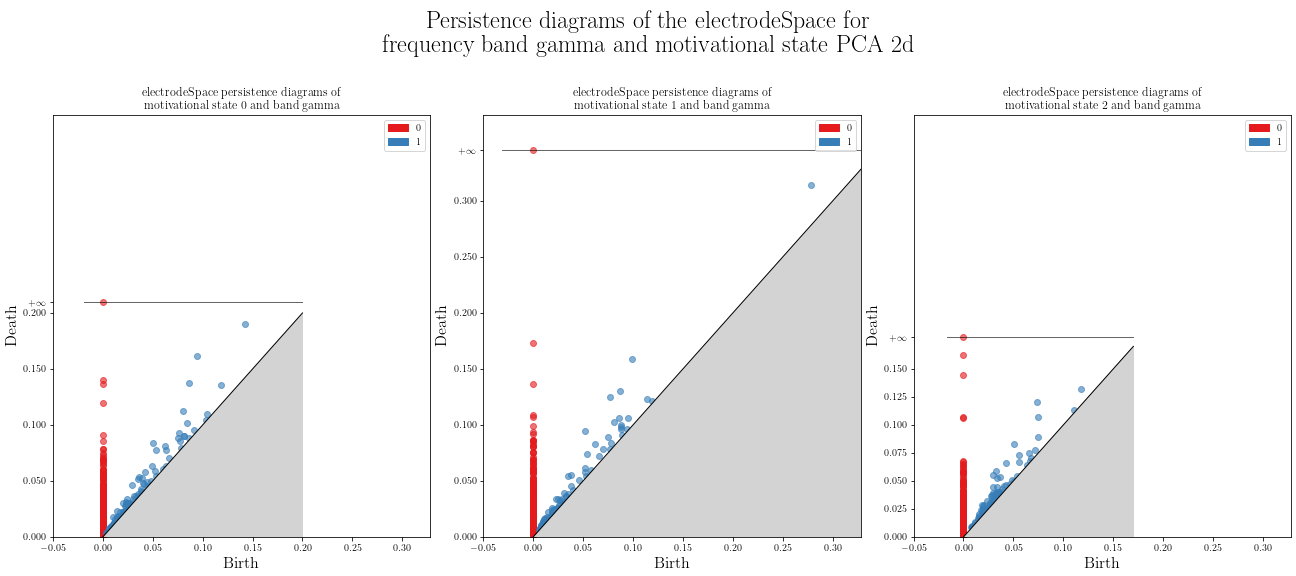 Persistence diagrams of the electrodeSpace for
frequency band gamma and motivational state PCA 2d
electrodeSpace persistence diagrams of
motivational state 0 and band gamma
0
1
+∞
0.200
0.150
0.100
0.050
0.000
Death
−0.05 0.00 0.05 0.10 0.15 0.20 0.25 0.30
Birth
electrodeSpace persistence diagrams of
motivational state 1 and band gamma
0
1
+∞
0.300
0.250
0.200
0.150
0.100
0.050
0.000
Death
−0.05 0.00 0.05 0.10 0.15 0.20 0.25 0.30
Birth
electrodeSpace persistence diagrams of
motivational state 2 and band gamma
0
1
+∞
0.150
0.125
0.100
0.075
0.050
0.025
0.000
Death
−0.05 0.00 0.05 0.10 0.15 0.20 0.25 0.30
Birth